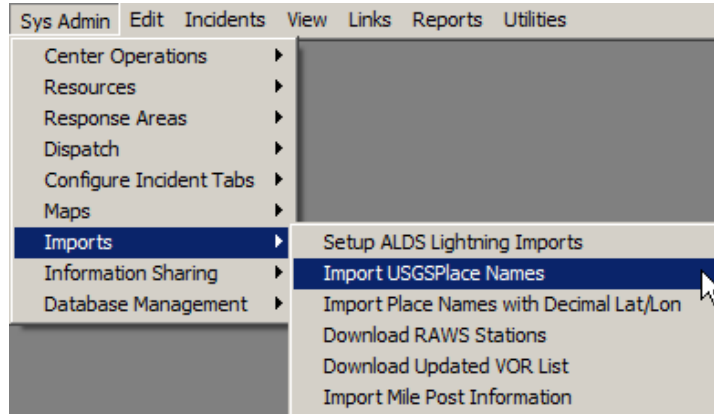 Sys Admin Edit Incidents View Links Reports Utilities
Center Operations
Resources
Response Areas
Dispatch
Configure Incident Tabs
Maps
Imports
Information Sharing
Database Management
Setup ALDS Lightning Imports
Import USGSPlace Names
Import Place Names with Decimal Lat/Lon
Download RAWS Stations
Download Updated VOR List
Import Mile Post Information